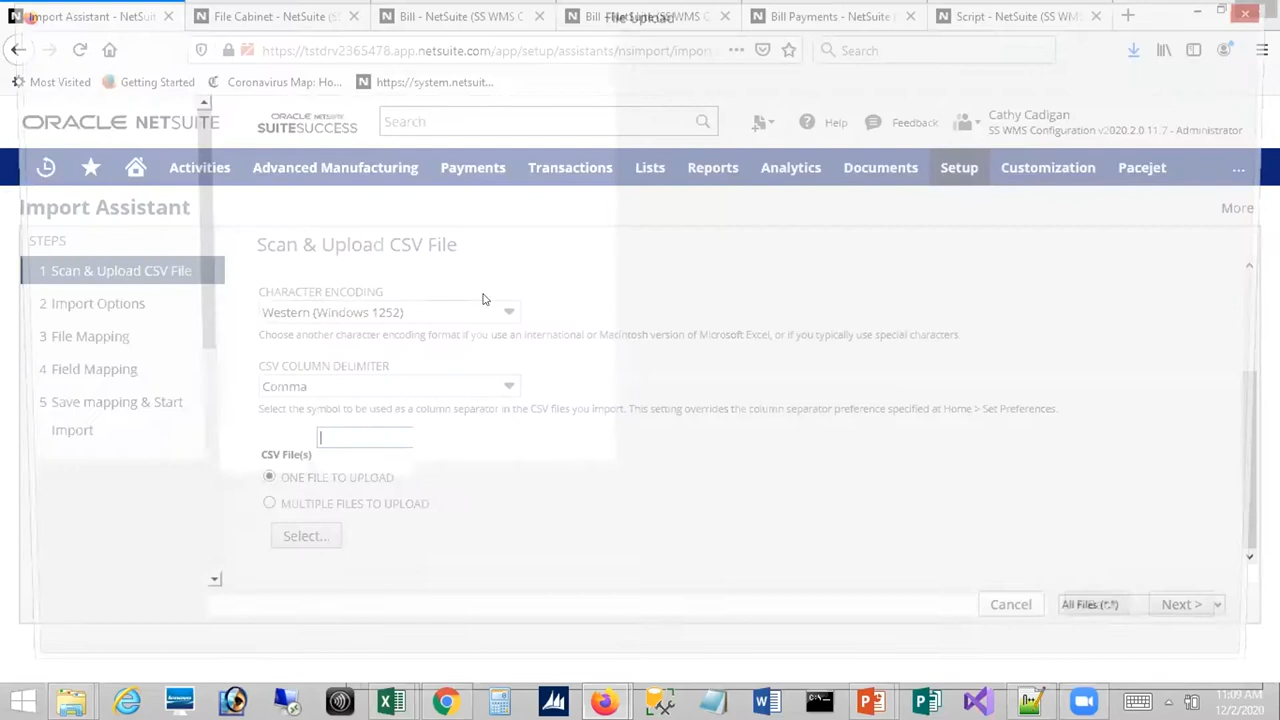 Import Assistant - NetSui
File Cabinet - NetSuite (SS WMS C
Bill - NetSuite (SS WMS Config
Bill
File Upload
Bill Payments - NetSuite
Script - NetSuite (SS WMS
https://tstdrv2365478.app.netsuite.com/app/setup/assistants/nsimport/impor
Search
Most Visited
Getting Started
Coronavirus Map: Ho...
https://system.netsuit...
ORACLE NETSUITE
ORACLE NETSUITE
SUITESUCCESS
Search
Help
Feedback
Cathy Cadigan
SS WMS Configuration v2020.2.0 11.7 - Administrator
Activities
Advanced Manufacturing
Payments
Transactions
Lists
Reports
Analytics
Documents
Setup
Customization
Pacejet
...
Import Assistant
More
STEPS
1 Scan & Upload CSV File
2 Import Options
3 File Mapping
4 Field Mapping
5 Save mapping & Start
Import
Scan & Upload CSV File
CHARACTER ENCODING
Western (Windows 1252)
Choose another character encoding format if you use an international or Macintosh version of Microsoft Excel, or if you typically use special characters.
CSV COLUMN DELIMITER
Comma
Select the symbol to be used as a column separator in the CSV files you import. This setting overrides the column separator preference specified at Home > Set Preferences.
CSV File(s)
ONE FILE TO UPLOAD
MULTIPLE FILES TO UPLOAD
Select...
Cancel
All Files (*.*)
Next >
11:09 AM
12/2/2020